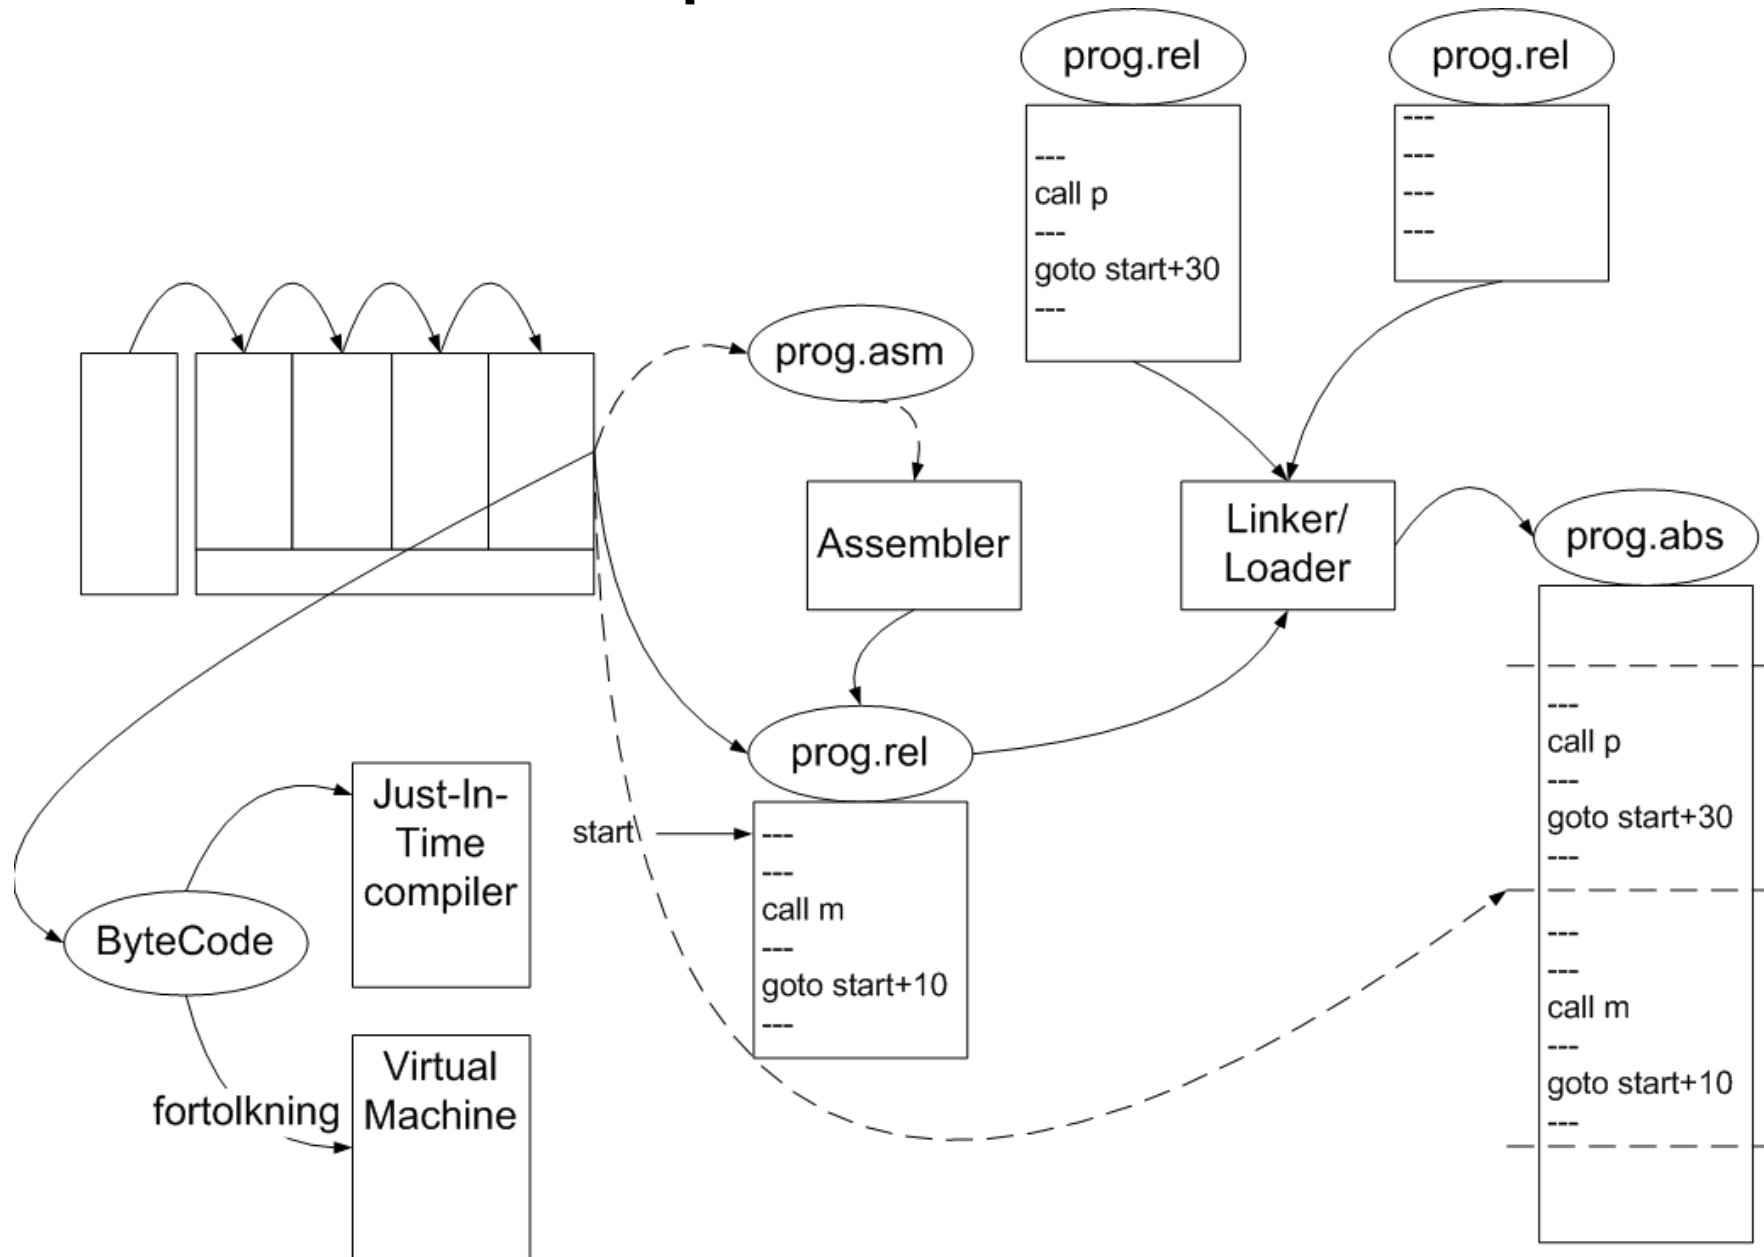 prog.rel
---
call p
---
goto start+30
---
prog.rel
---
---
---
---
prog.asm
Assembler
Linker/
Loader
prog.abs
---
call p
---
goto start+30
---
---
---
call m
---
goto start+10
---
prog.rel
start
---
---
call m
---
goto start+10
---
Just-In-
Time
compiler
ByteCode
fortolkning
Virtual
Machine